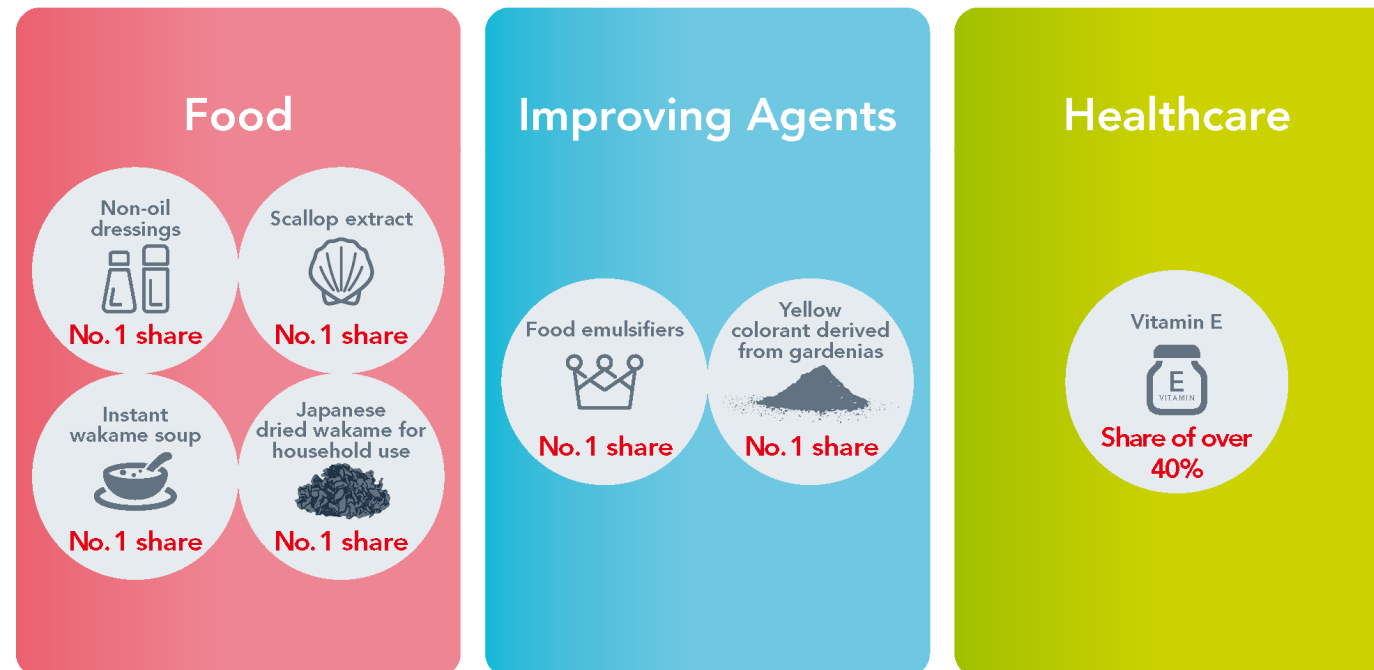 Food
Non-oil
dressings
No.1 share
Scallop extract
No.1 share
Instant
wakame soup
No.1 share
Japanese
dried wakame for
household use
No.1 share
Improving Agents
Food emulsifiers
No.1 share
Yellow
colorant derived
from gardenias
No.1 share
Healthcare
Vitamin E
E
VITAMIN
Share of over
40%